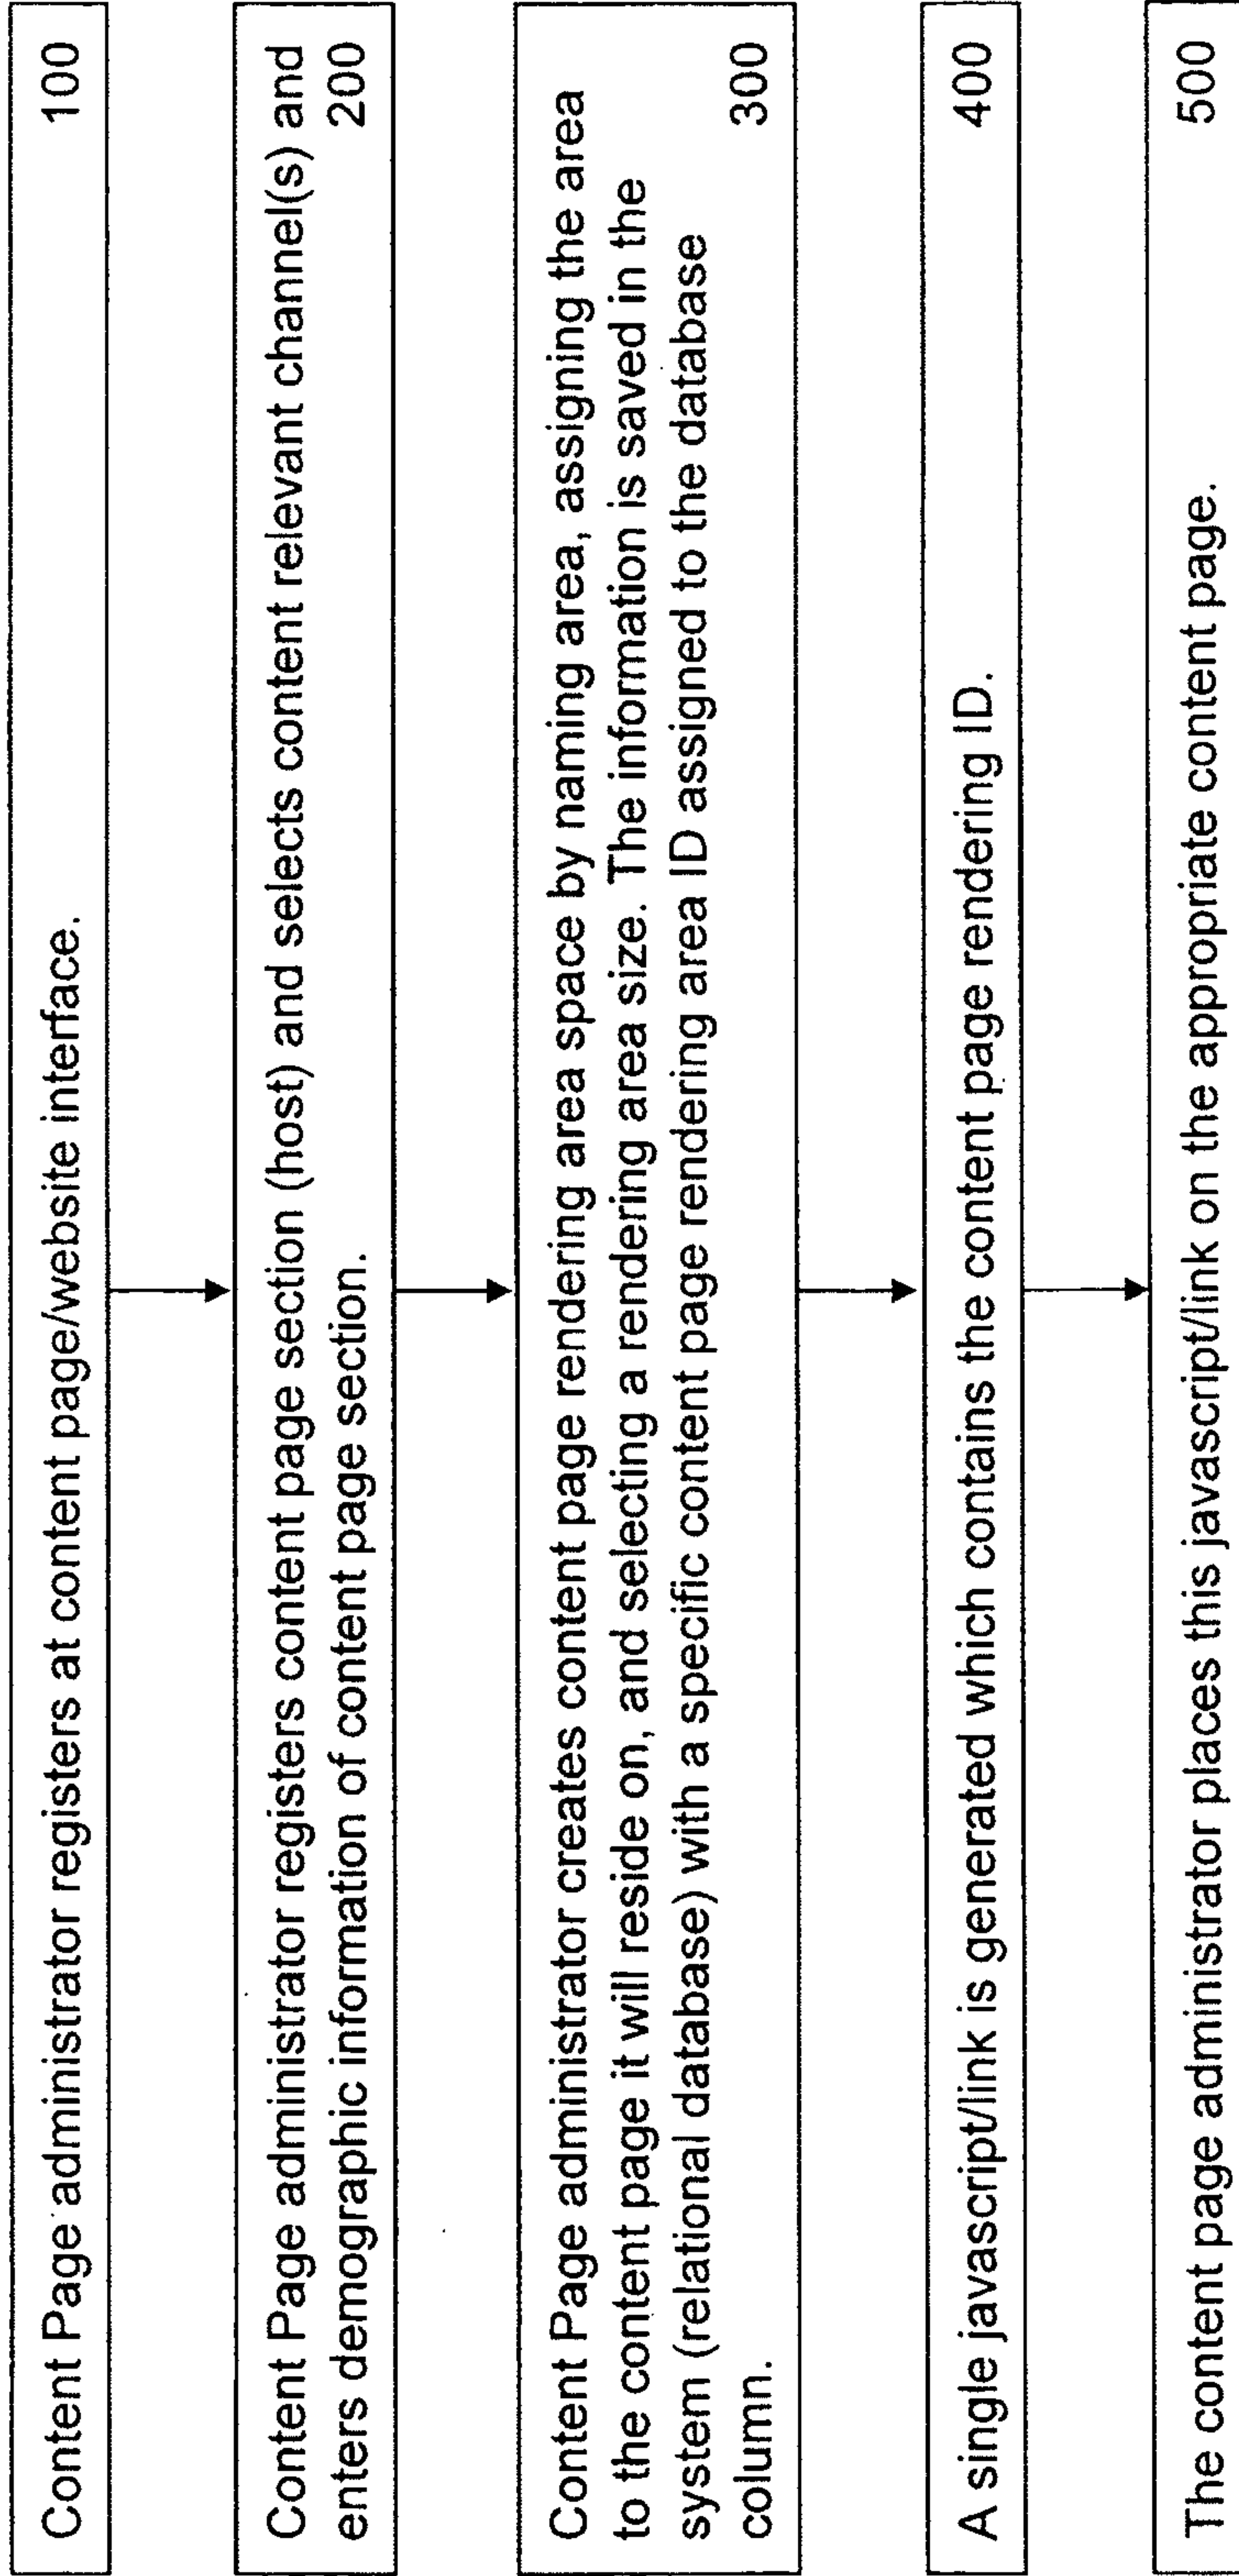 Content Page administrator registers at content page/website interface. 100
Content Page administrator registers content page section (host) and selects content relevant channel(s) and
enters demographic information of content page section. 200
Content Page administrator creates content page rendering area space by naming area, assigning the area
to the content page it will reside on, and selecting a rendering area size. The information is saved in the
system (relational database) with a specific content page rendering area ID assigned to the database
column. 300
A single javascript/link is generated which contains the content page rendering ID. 400
The content page administrator places this javascript/link on the appropriate content page. 500